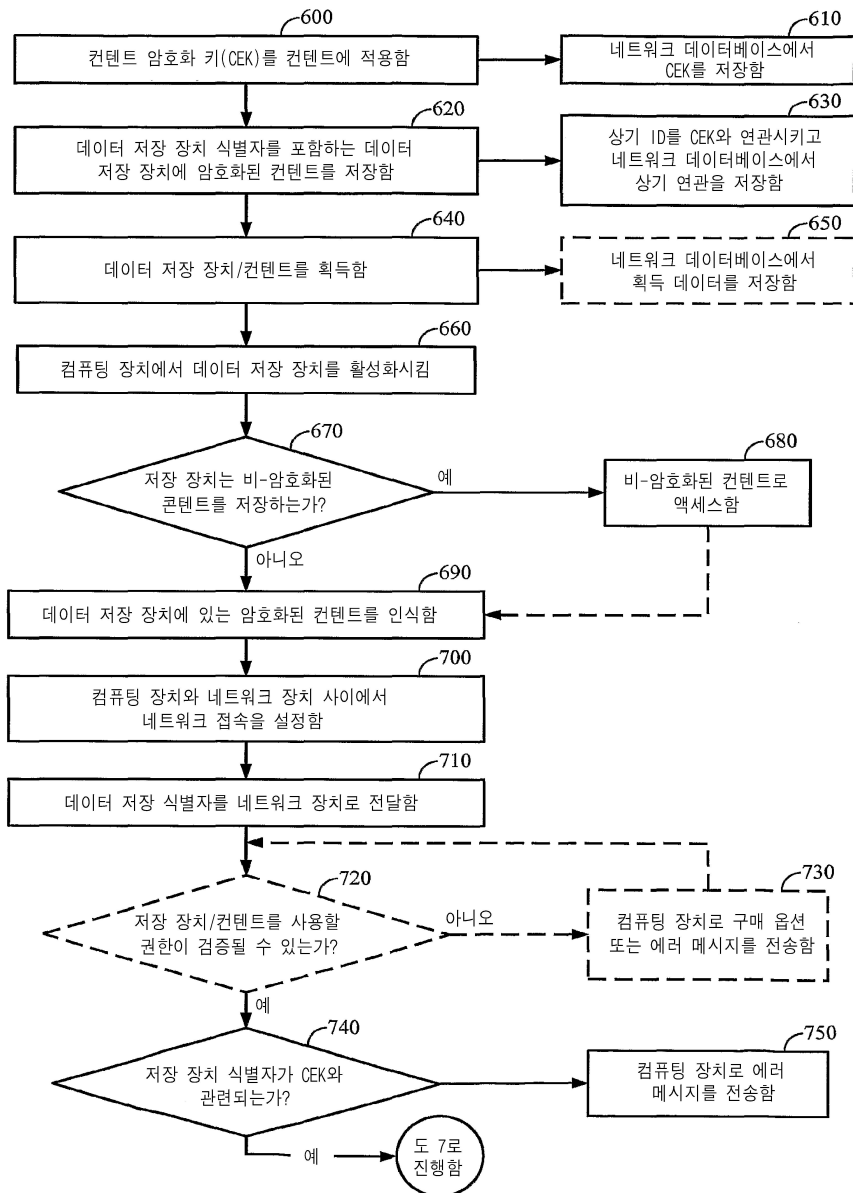 600
컨텐트 암호화 키(CEK)를 컨텐트에 적용함
610
네트워크 데이터베이스에서
CEK를 저장함
620
데이터 저장 장치 식별자를 포함하는 데이터
저장 장치에 암호화된 컨텐트를 저장함
630
상기 ID를 CEK와 연관시키고
네트워크 데이터베이스에서
상기 연관을 저장함
640
데이터 저장 장치/컨텐트를 획득함
650
네트워크 데이터베이스에서
획득 데이터를 저장함
660
컴퓨팅 장치에서 데이터 저장 장치를 활성화시킴
670
저장 장치는 비-암호화된
콘텐트를 저장하는가?
예
아니오
680
비-암호화된 컨텐트로
액세스함
690
데이터 저장 장치에 있는 암호화된 컨텐트를 인식함
700
컴퓨팅 장치와 네트워크 장치 사이에서
네트워크 접속을 설정함
710
데이터 저장 식별자를 네트워크 장치로 전달함
720
저장 장치/컨텐트를 사용할
권한이 검증될 수 있는가?
아니오
예
730
컴퓨팅 장치로 구매 옵션
또는 에러 메시지를 전송함
740
저장 장치 식별자가 CEK와
관련되는가?
750
컴퓨팅 장치로 에러
메시지를 전송함
예
도 7로
진행함